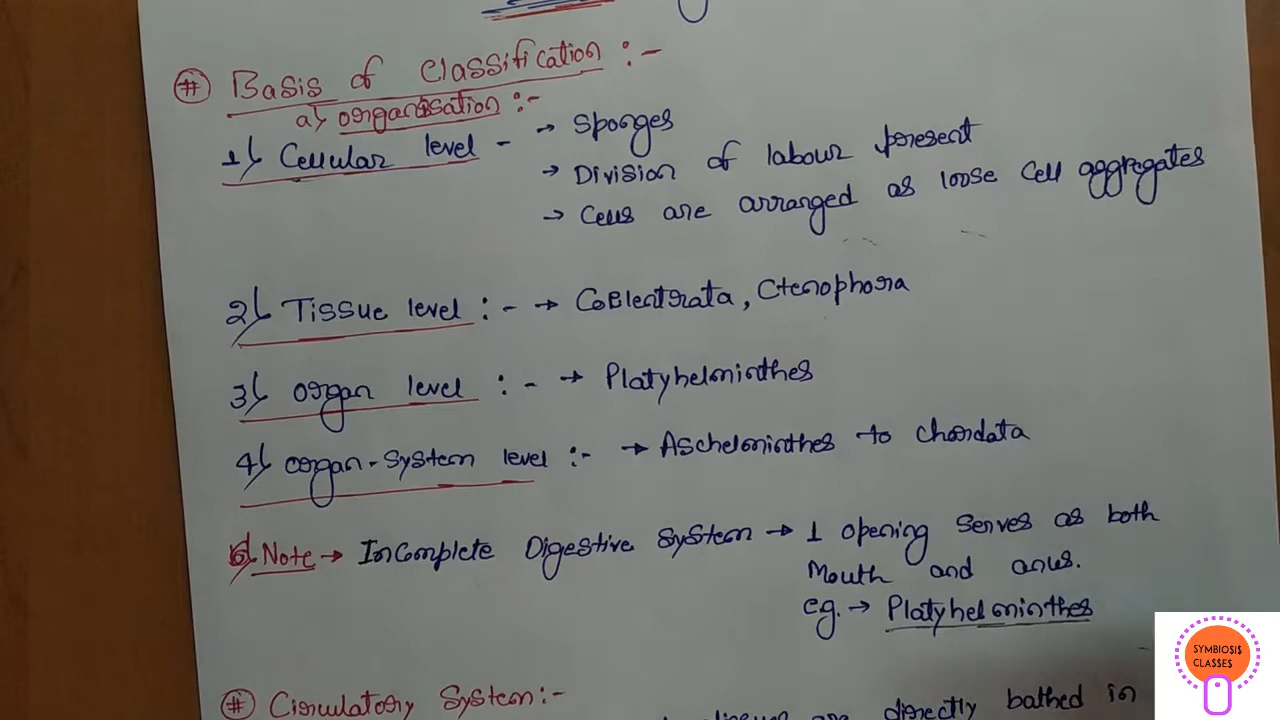 # Basis of Classification :-
a) organisation :-
1) Cellular level - → Sponges
→ Division of labour present
→ Cells are arranged as loose cell aggregates
2) Tissue level :- → Coelentrata, Ctenophora
3) organ level :- → Platyhelminthes
4) organ-System level :- → Aschelminthes to Chordata
Note → InComplete Digestive System → 1 opening Serves as both
Mouth and anus.
eg. → Platyhelminthes
# Circulatory System :-
are directly bathed in
SYMBIOSIS
CLASSES